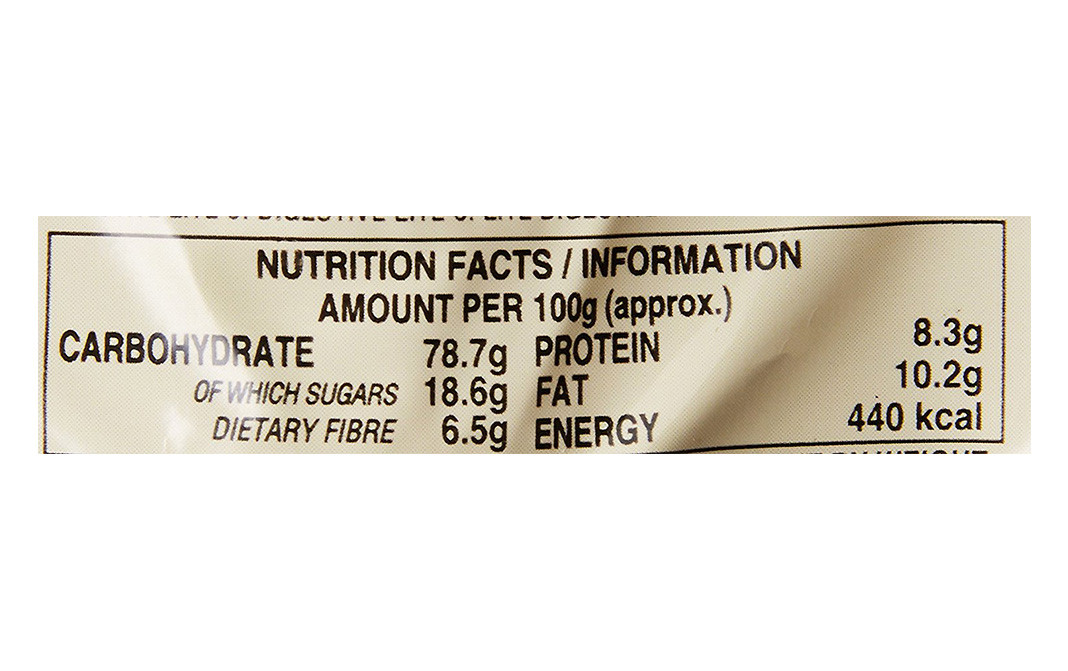 NUTRITION FACTS / INFORMATION
AMOUNT PER 100g (approx.)
CARBOHYDRATE 78.7g PROTEIN 8.3g
OF WHICH SUGARS 18.6g FAT 10.2g
DIETARY FIBRE 6.5g ENERGY 440 kcal